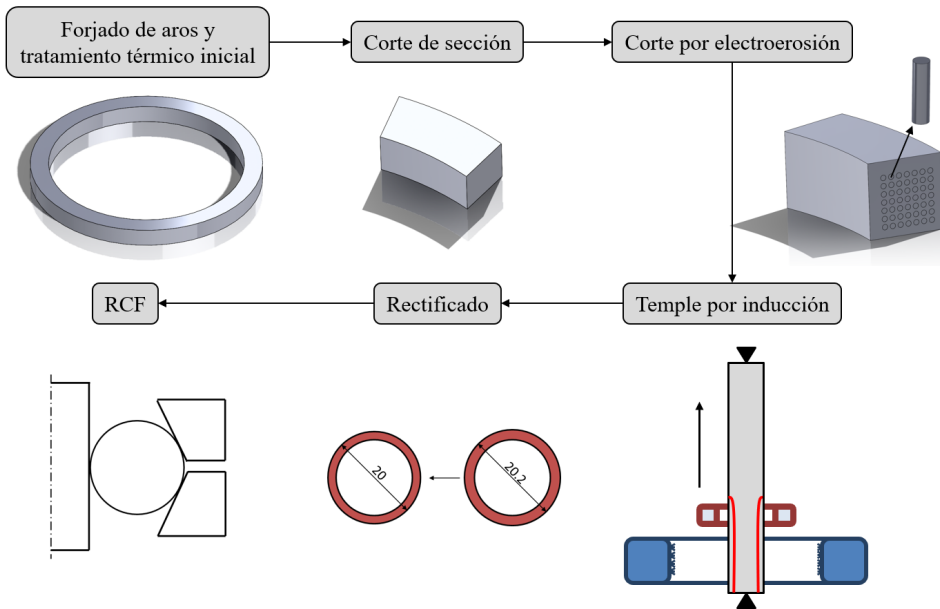 Forjado de aros y
tratamiento térmico inicial
Corte de sección
Corte por electroerosión
RCF
Rectificado
Temple por inducción
20
20.2